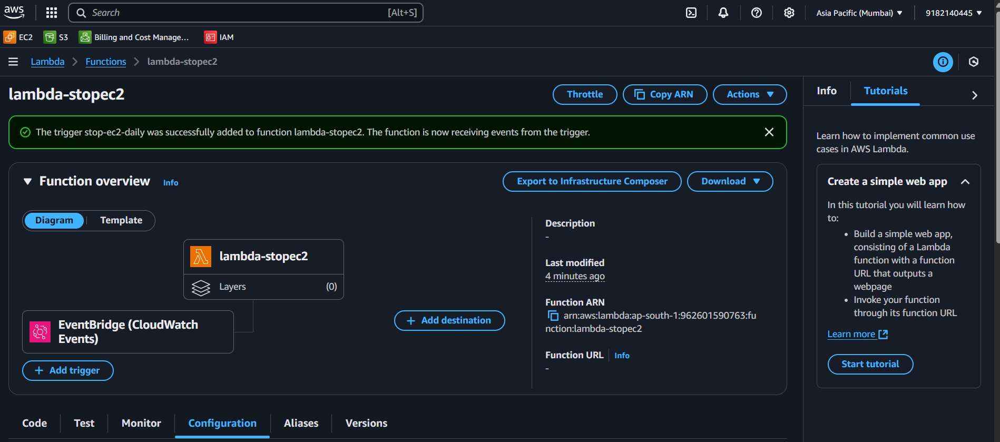 aws
Search
[Alt+S]
Asia Pacific (Mumbai)
9182140445
EC2
S3
Billing and Cost Manage...
IAM
Lambda
Functions
lambda-stopec2
lambda-stopec2
Throttle
Copy ARN
Actions
The trigger stop-ec2-daily was successfully added to function lambda-stopec2. The function is now receiving events from the trigger.
Function overview
Info
Export to Infrastructure Composer
Download
Diagram
Template
lambda-stopec2
Layers
(0)
EventBridge (CloudWatch
Events)
+ Add trigger
+ Add destination
Description
-
Last modified
4 minutes ago
Function ARN
arn:aws:lambda:ap-south-1:962601590763:fu
nction:lambda-stopec2
Function URL
Info
-
Code
Test
Monitor
Configuration
Aliases
Versions
Info
Tutorials
Learn how to implement common use
cases in AWS Lambda.
Create a simple web app
In this tutorial you will learn how
to:
• Build a simple web app,
consisting of a Lambda
function with a function
URL that outputs a
webpage
• Invoke your function
through its function URL
Learn more
Start tutorial